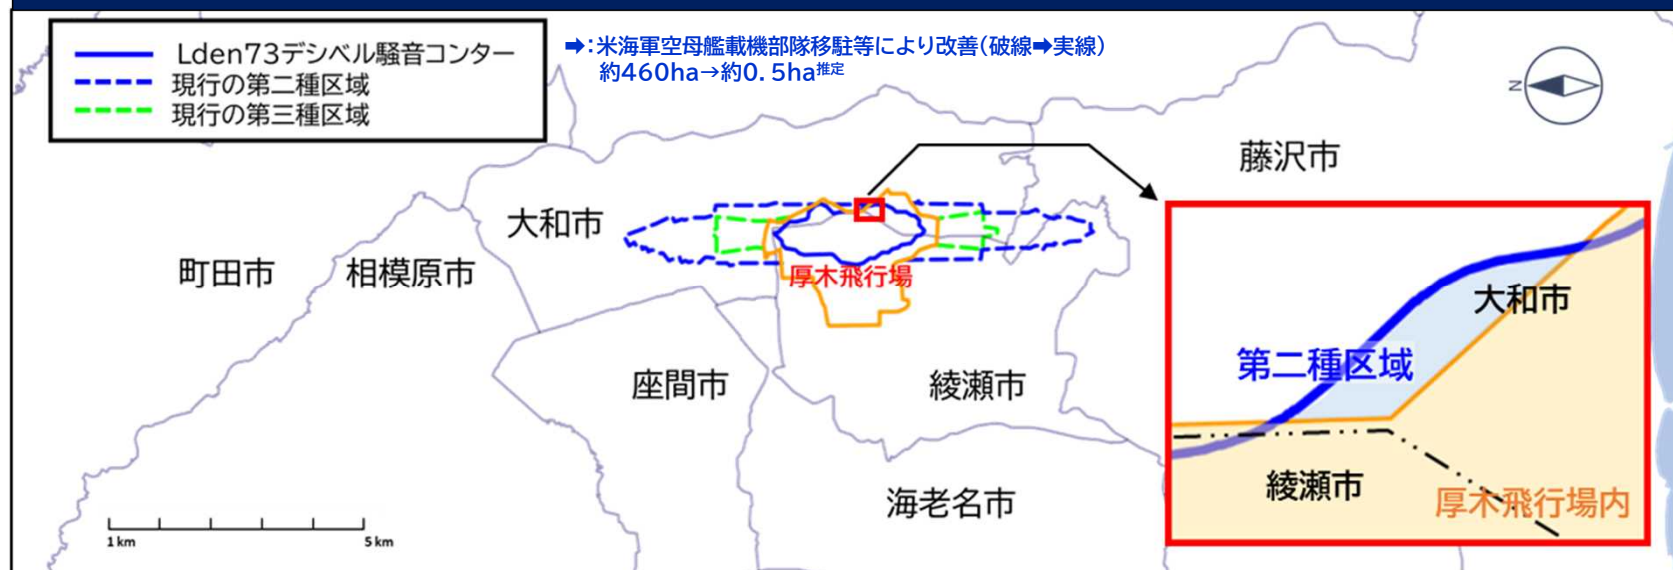 Lden73デシベル騒音コンター
現行の第二種区域
現行の第三種区域
➡:米海軍空母艦載機部隊移駐等により改善(破線➡実線)
約460ha→約0.5ha推定
N
藤沢市
大和市
町田市
相模原市
厚木飛行場
座間市
綾瀬市
海老名市
1km
5km
大和市
第二種区域
綾瀬市
厚木飛行場内